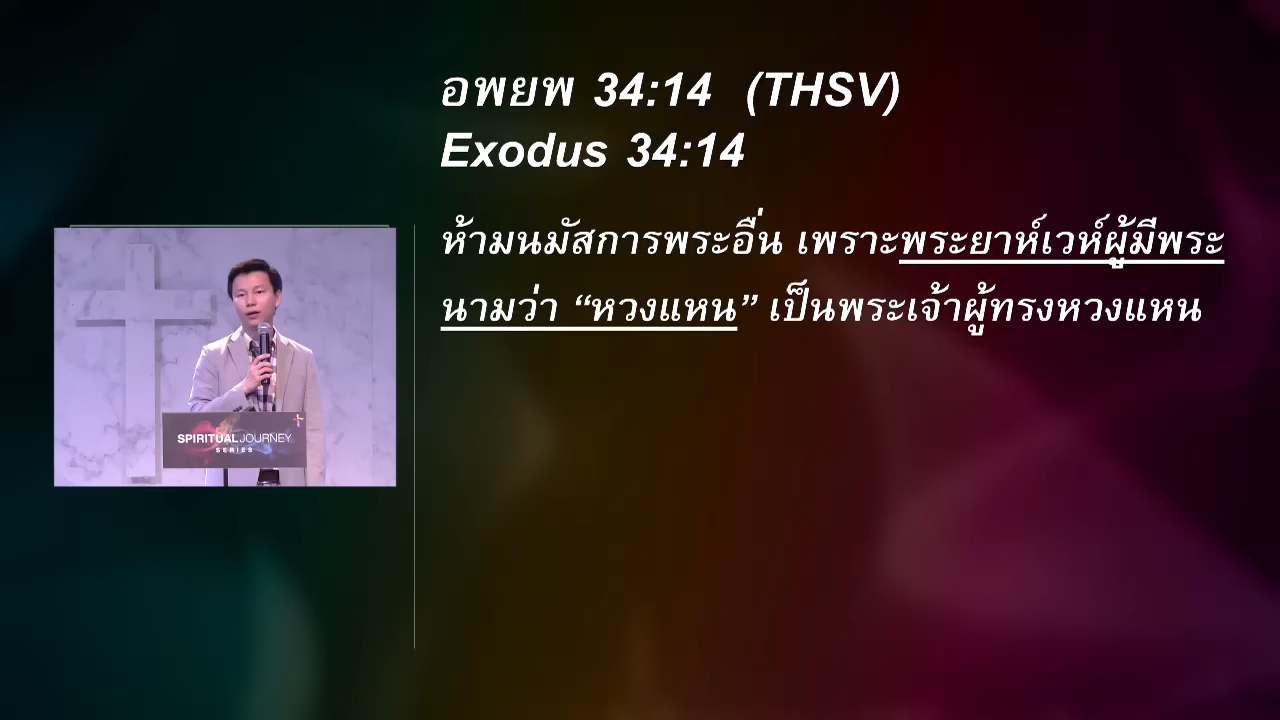 อพยพ 34:14 (THSV)
Exodus 34:14
ห้ามนมัสการพระอื่น เพราะพระยาห์เวห์ผู้มีพระ
นามว่า “หวงแหน” เป็นพระเจ้าผู้ทรงหวงแหน
SPIRITUALJOURNEY
SERIES